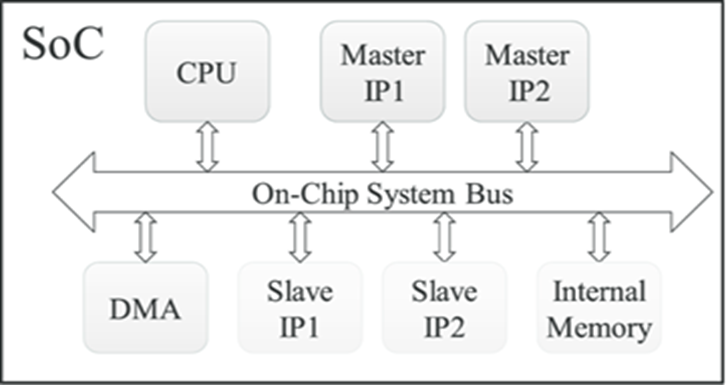 SoC
CPU
Master
IP1
Master
IP2
On-Chip System Bus
DMA
Slave
IP1
Slave
IP2
Internal
Memory